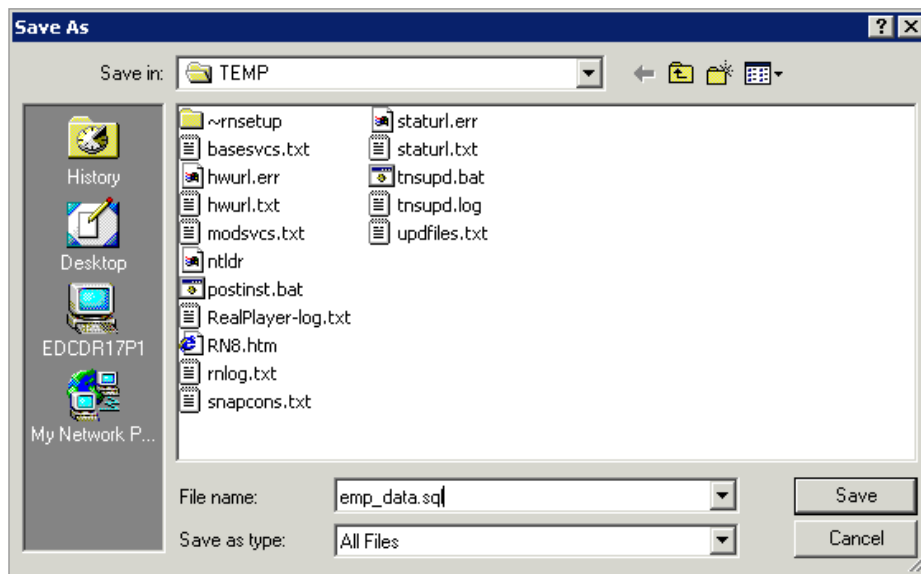 Save As
Save in: TEMP
~rnsetup
basesvcs.txt
hwurl.err
hwurl.txt
modsvcs.txt
ntldr
postinst.bat
RealPlayer-log.txt
RN8.htm
rnlog.txt
snapcons.txt
staturl.err
staturl.txt
tnsupd.bat
tnsupd.log
updfiles.txt
History
Desktop
EDCDR17P1
My Network P...
File name: emp_data.sql
Save
Save as type: All Files
Cancel